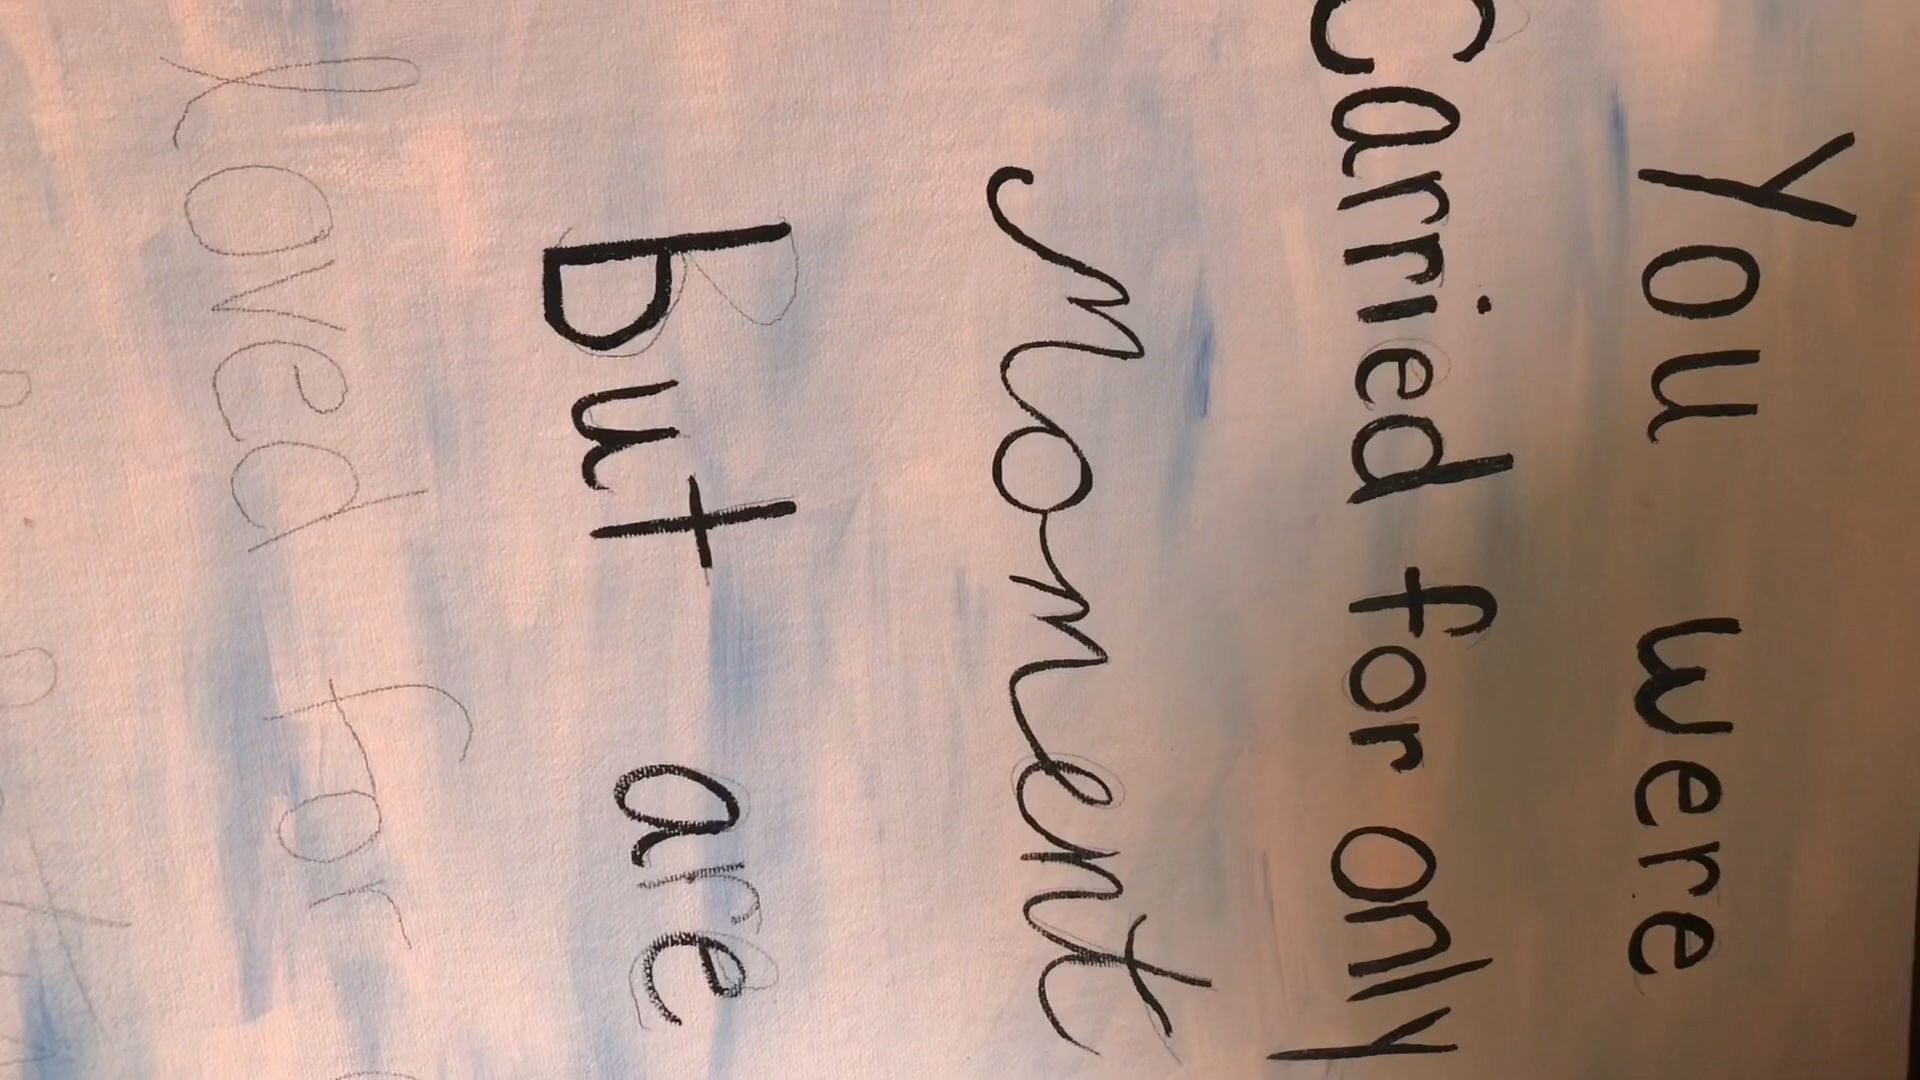 You were
Carried for only
moment
But are
loved for